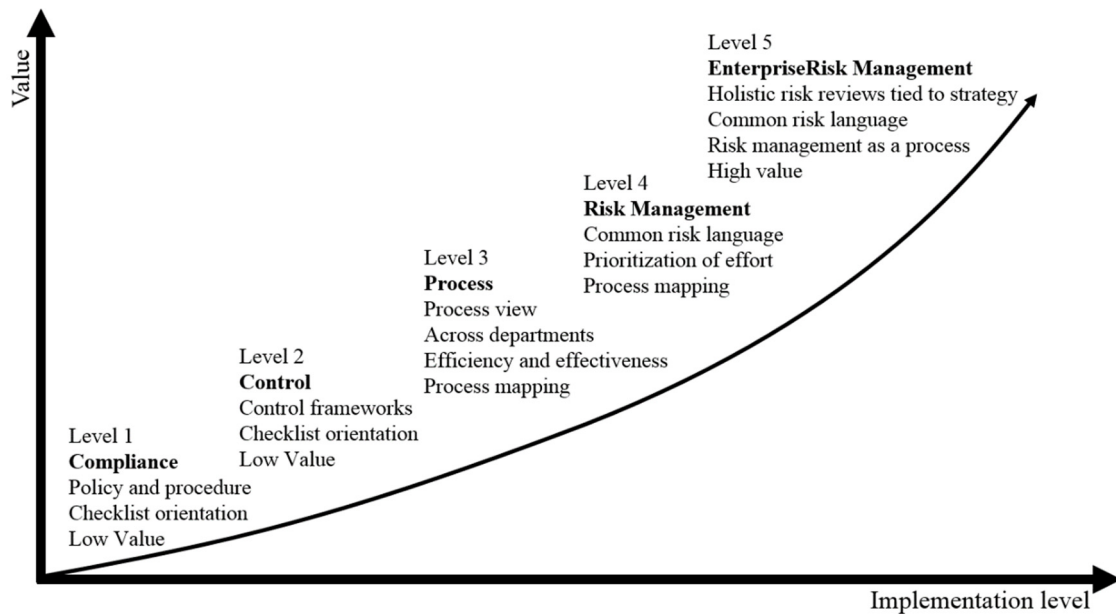 Value
Level 5
EnterpriseRisk Management
Holistic risk reviews tied to strategy
Common risk language
Risk management as a process
High value
Level 4
Risk Management
Common risk language
Prioritization of effort
Process mapping
Level 3
Process
Process view
Across departments
Efficiency and effectiveness
Process mapping
Level 2
Control
Control frameworks
Checklist orientation
Low Value
Level 1
Compliance
Policy and procedure
Checklist orientation
Low Value
Implementation level